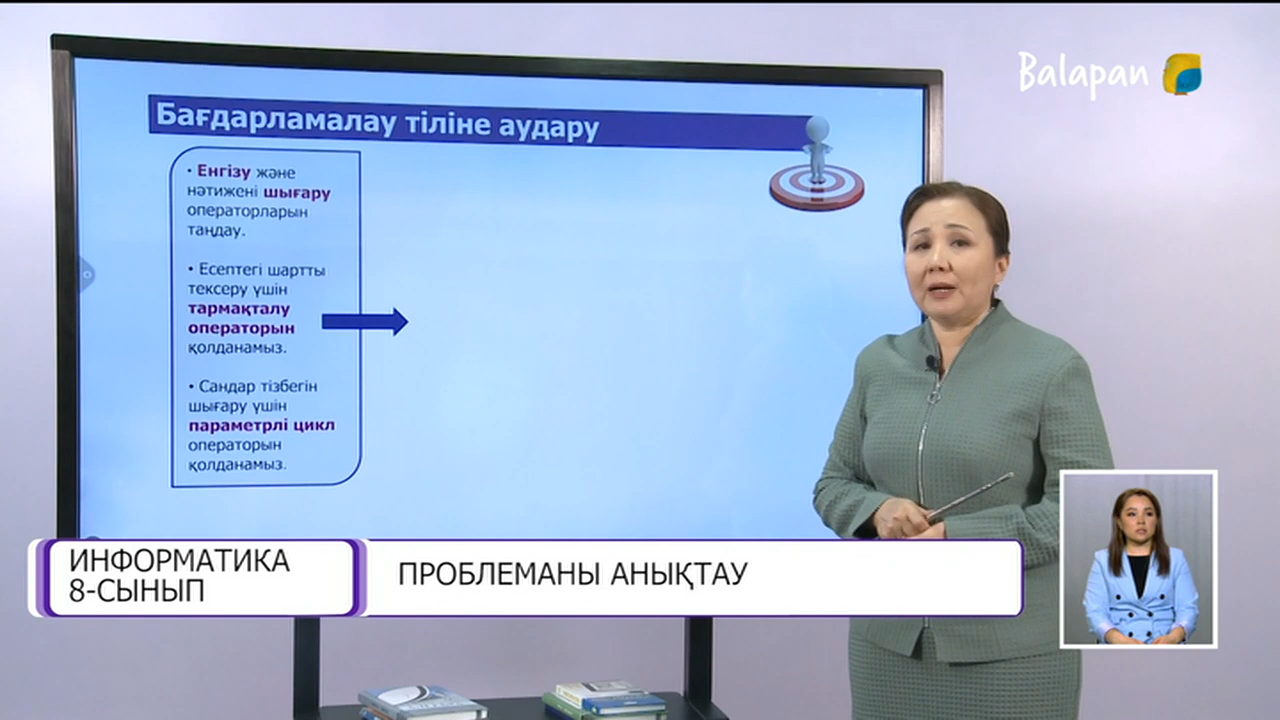 Balapan
Бағдарламалау тіліне аудару
• Енгізу және
нәтижені шығару
операторларын
таңдау.
• Есептегі шартты
тексеру үшін
тармақталу
операторын
қолданамыз.
• Сандар тізбегін
шығару үшін
параметрлі цикл
операторын
қолданамыз.
ИНФОРМАТИКА
8-СЫНЫП
ПРОБЛЕМАНЫ АНЫҚТАУ